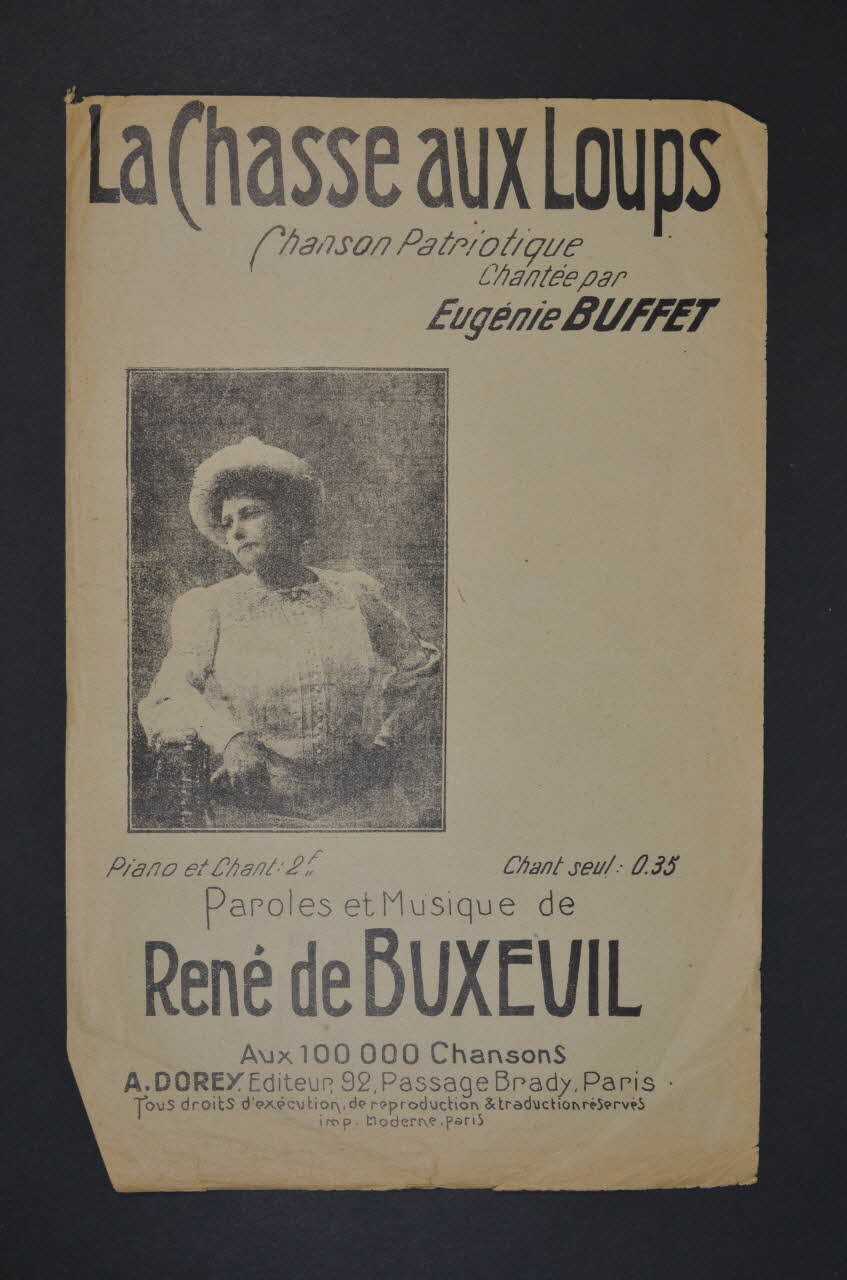 La Chasse aux Loups
Chanson Patriotique
Chantée par
Eugénie BUFFET
Piano et Chant: 2f„
Chant seul: 0.35
Paroles et Musique de
René de BUXEUIL
Aux 100 000 Chansons
A. DOREY. Editeur, 92, Passage Brady, Paris.
Tous droits d'exécution, de reproduction & traduction réservés
imp. Moderne. Paris